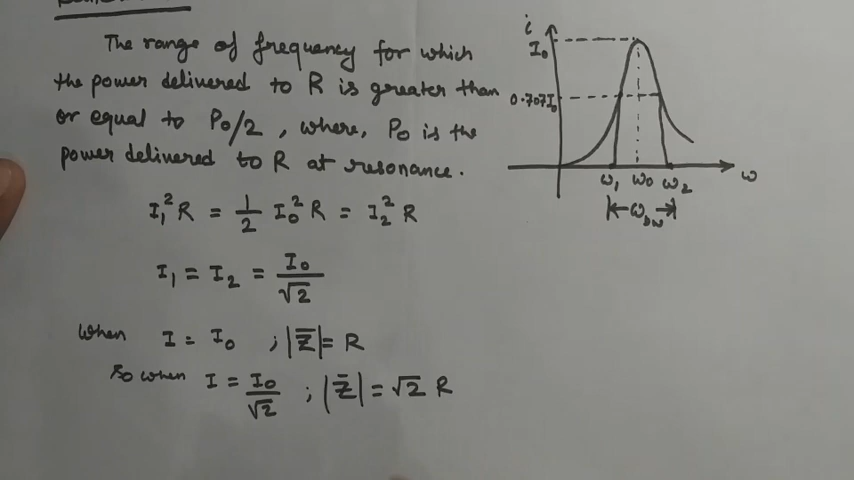 The range of frequency for which
the power delivered to R is greater than
or equal to P₀/2, where, P₀ is the
power delivered to R at resonance.
I₁²R = 1/2 I₀²R = I₂²R
I₁ = I₂ = I₀/√2
When I = I₀ ; |Z̅| = R
So when I = I₀/√2 ; |Z̅| = √2 R
i
I₀
0.707I₀
ω₁ ω₀ ω₂ ω
ω_BW